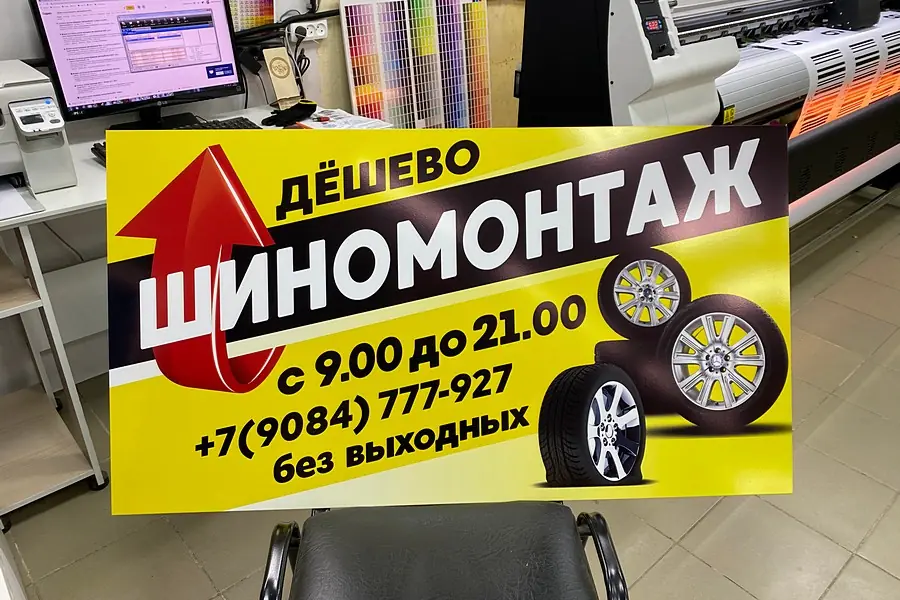 ДЁШЕВО
ШИНОМОНТАЖ
с 9.00 до 21.00
+7(9084) 777-927
без выходных